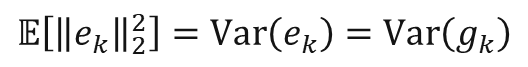 𝔼[‖e_k‖_2^2] = Var(e_k) = Var(g_k)